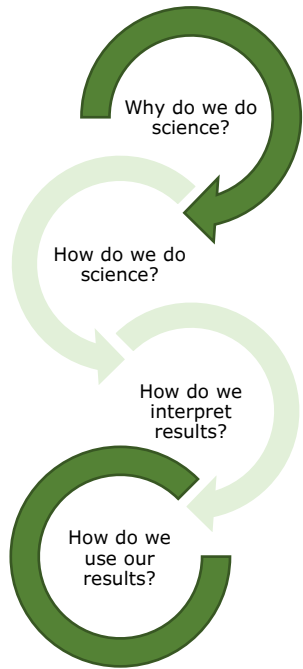 Why do we do
science?
How do we do
science?
How do we
interpret
results?
How do we
use our
results?